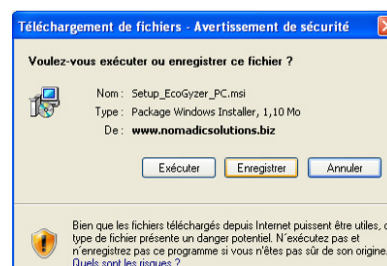 Téléchargement de fichiers - Avertissement de sécurité
Voulez-vous exécuter ou enregistrer ce fichier ?
Nom : Setup_EcoGyzer_PC.msi
Type : Package Windows Installer, 1,10 Mo
De : www.nomadicsolutions.biz
Exécuter Enregistrer Annuler
Bien que les fichiers téléchargés depuis Internet puissent être utiles,
type de fichier présente un danger potentiel. N'exécutez pas et
n'enregistrez pas ce programme si vous n'êtes pas sûr de son origine.
Quels sont les risques ?